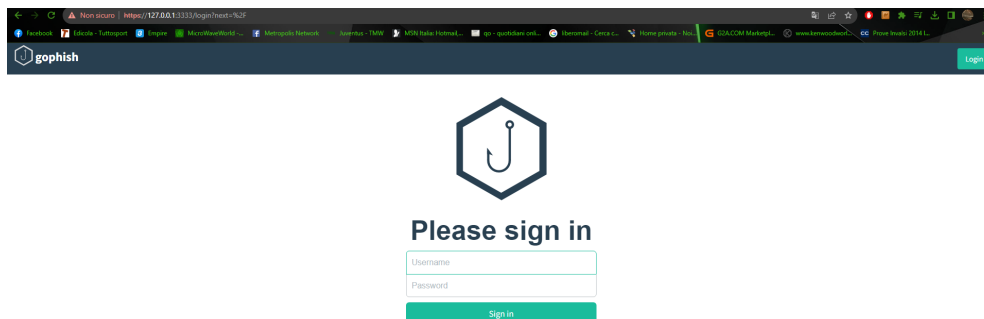 Non sicuro | https://127.0.0.1:3333/login?next=%2F
Facebook Edicola - Tuttosport Empire MicroWaveWorld -... Metropolis Network Juventus - TMW MSN Italia: Hotmail,... qo - quotidiani onli... liberomail - Cerca c... Home privata - Noi... G2A.COM Marketpl... www.kenwoodworl... CC Prove Invalsi 2014 I...
gophish
Login
Please sign in
Username
Password
Sign in